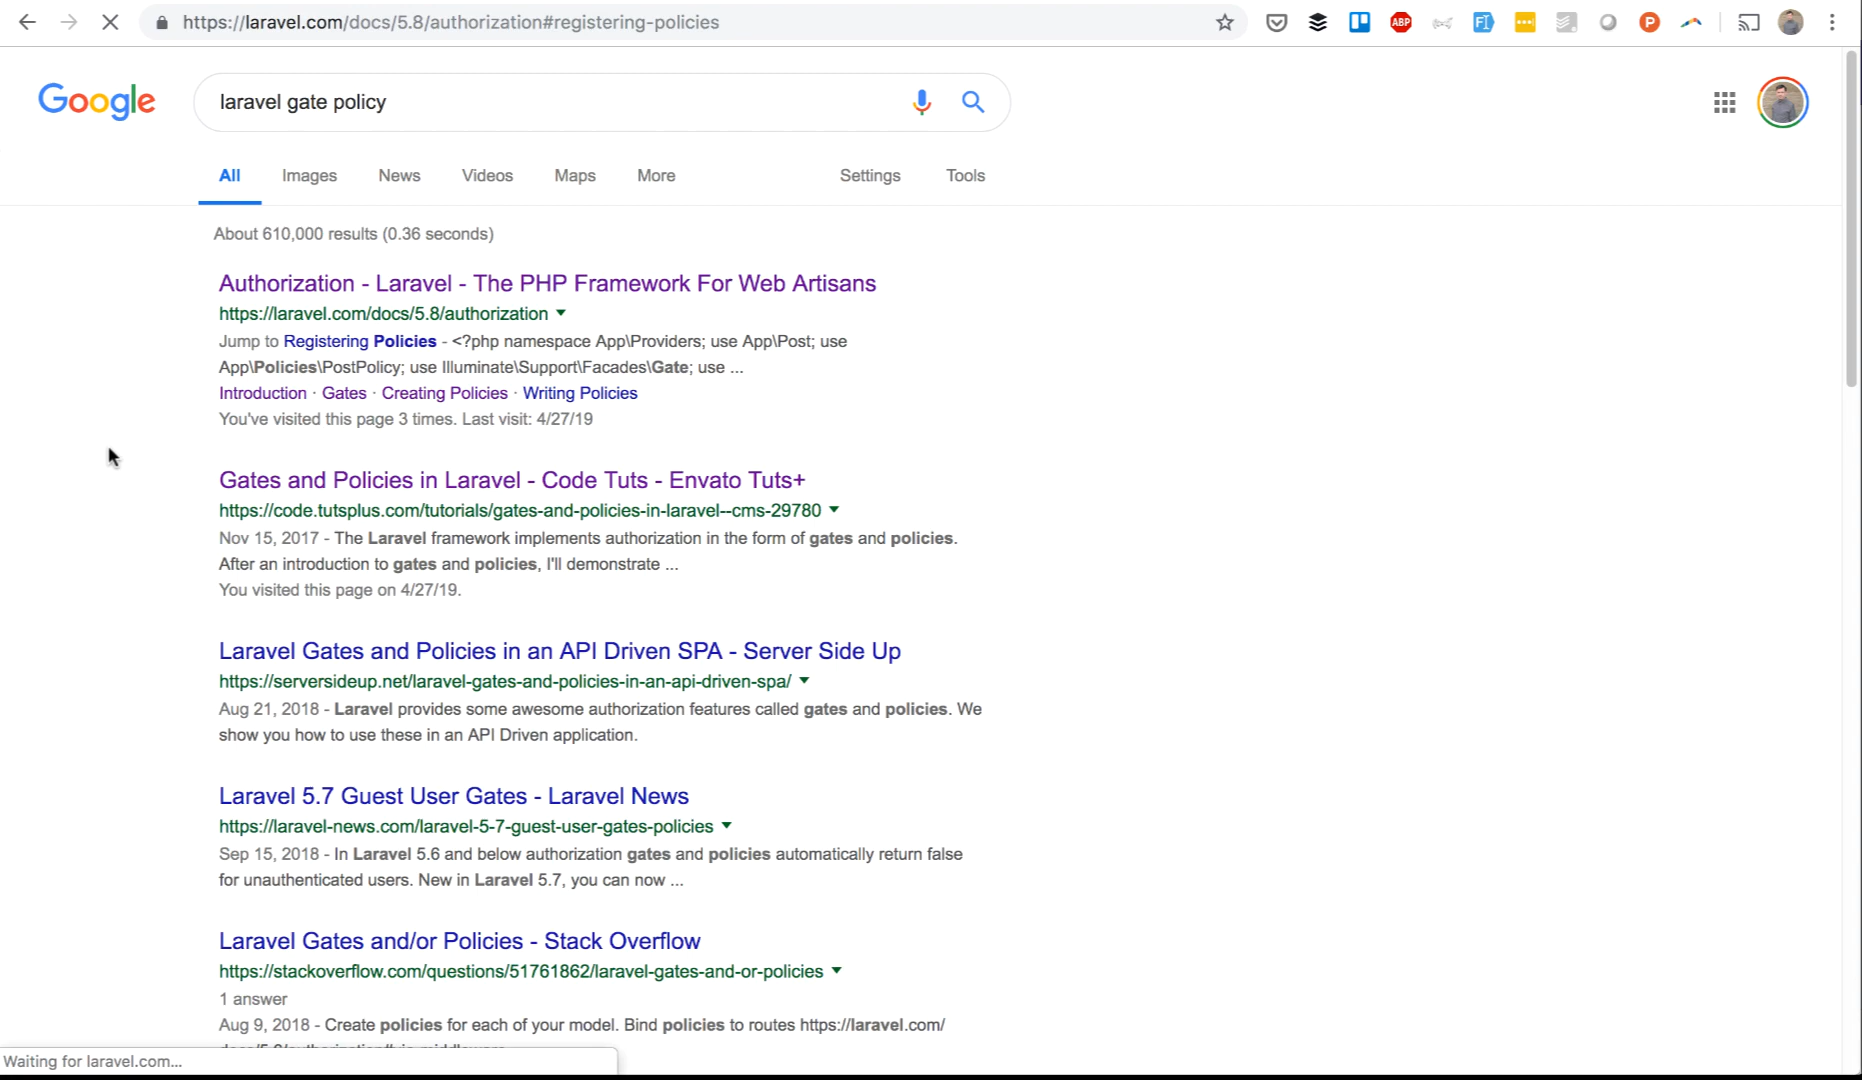 https://laravel.com/docs/5.8/authorization#registering-policies
ABP
P
Google
laravel gate policy
All Images News Videos Maps More Settings Tools
About 610,000 results (0.36 seconds)
Authorization - Laravel - The PHP Framework For Web Artisans
https://laravel.com/docs/5.8/authorization
Jump to Registering Policies - <?php namespace App\Providers; use App\Post; use
App\Policies\PostPolicy; use Illuminate\Support\Facades\Gate; use ...
Introduction · Gates · Creating Policies · Writing Policies
You've visited this page 3 times. Last visit: 4/27/19
Gates and Policies in Laravel - Code Tuts - Envato Tuts+
https://code.tutsplus.com/tutorials/gates-and-policies-in-laravel--cms-29780
Nov 15, 2017 - The Laravel framework implements authorization in the form of gates and policies.
After an introduction to gates and policies, I'll demonstrate ...
You visited this page on 4/27/19.
Laravel Gates and Policies in an API Driven SPA - Server Side Up
https://serversideup.net/laravel-gates-and-policies-in-an-api-driven-spa/
Aug 21, 2018 - Laravel provides some awesome authorization features called gates and policies. We
show you how to use these in an API Driven application.
Laravel 5.7 Guest User Gates - Laravel News
https://laravel-news.com/laravel-5-7-guest-user-gates-policies
Sep 15, 2018 - In Laravel 5.6 and below authorization gates and policies automatically return false
for unauthenticated users. New in Laravel 5.7, you can now ...
Laravel Gates and/or Policies - Stack Overflow
https://stackoverflow.com/questions/51761862/laravel-gates-and-or-policies
1 answer
Aug 9, 2018 - Create policies for each of your model. Bind policies to routes https://laravel.com/
Waiting for laravel.com...